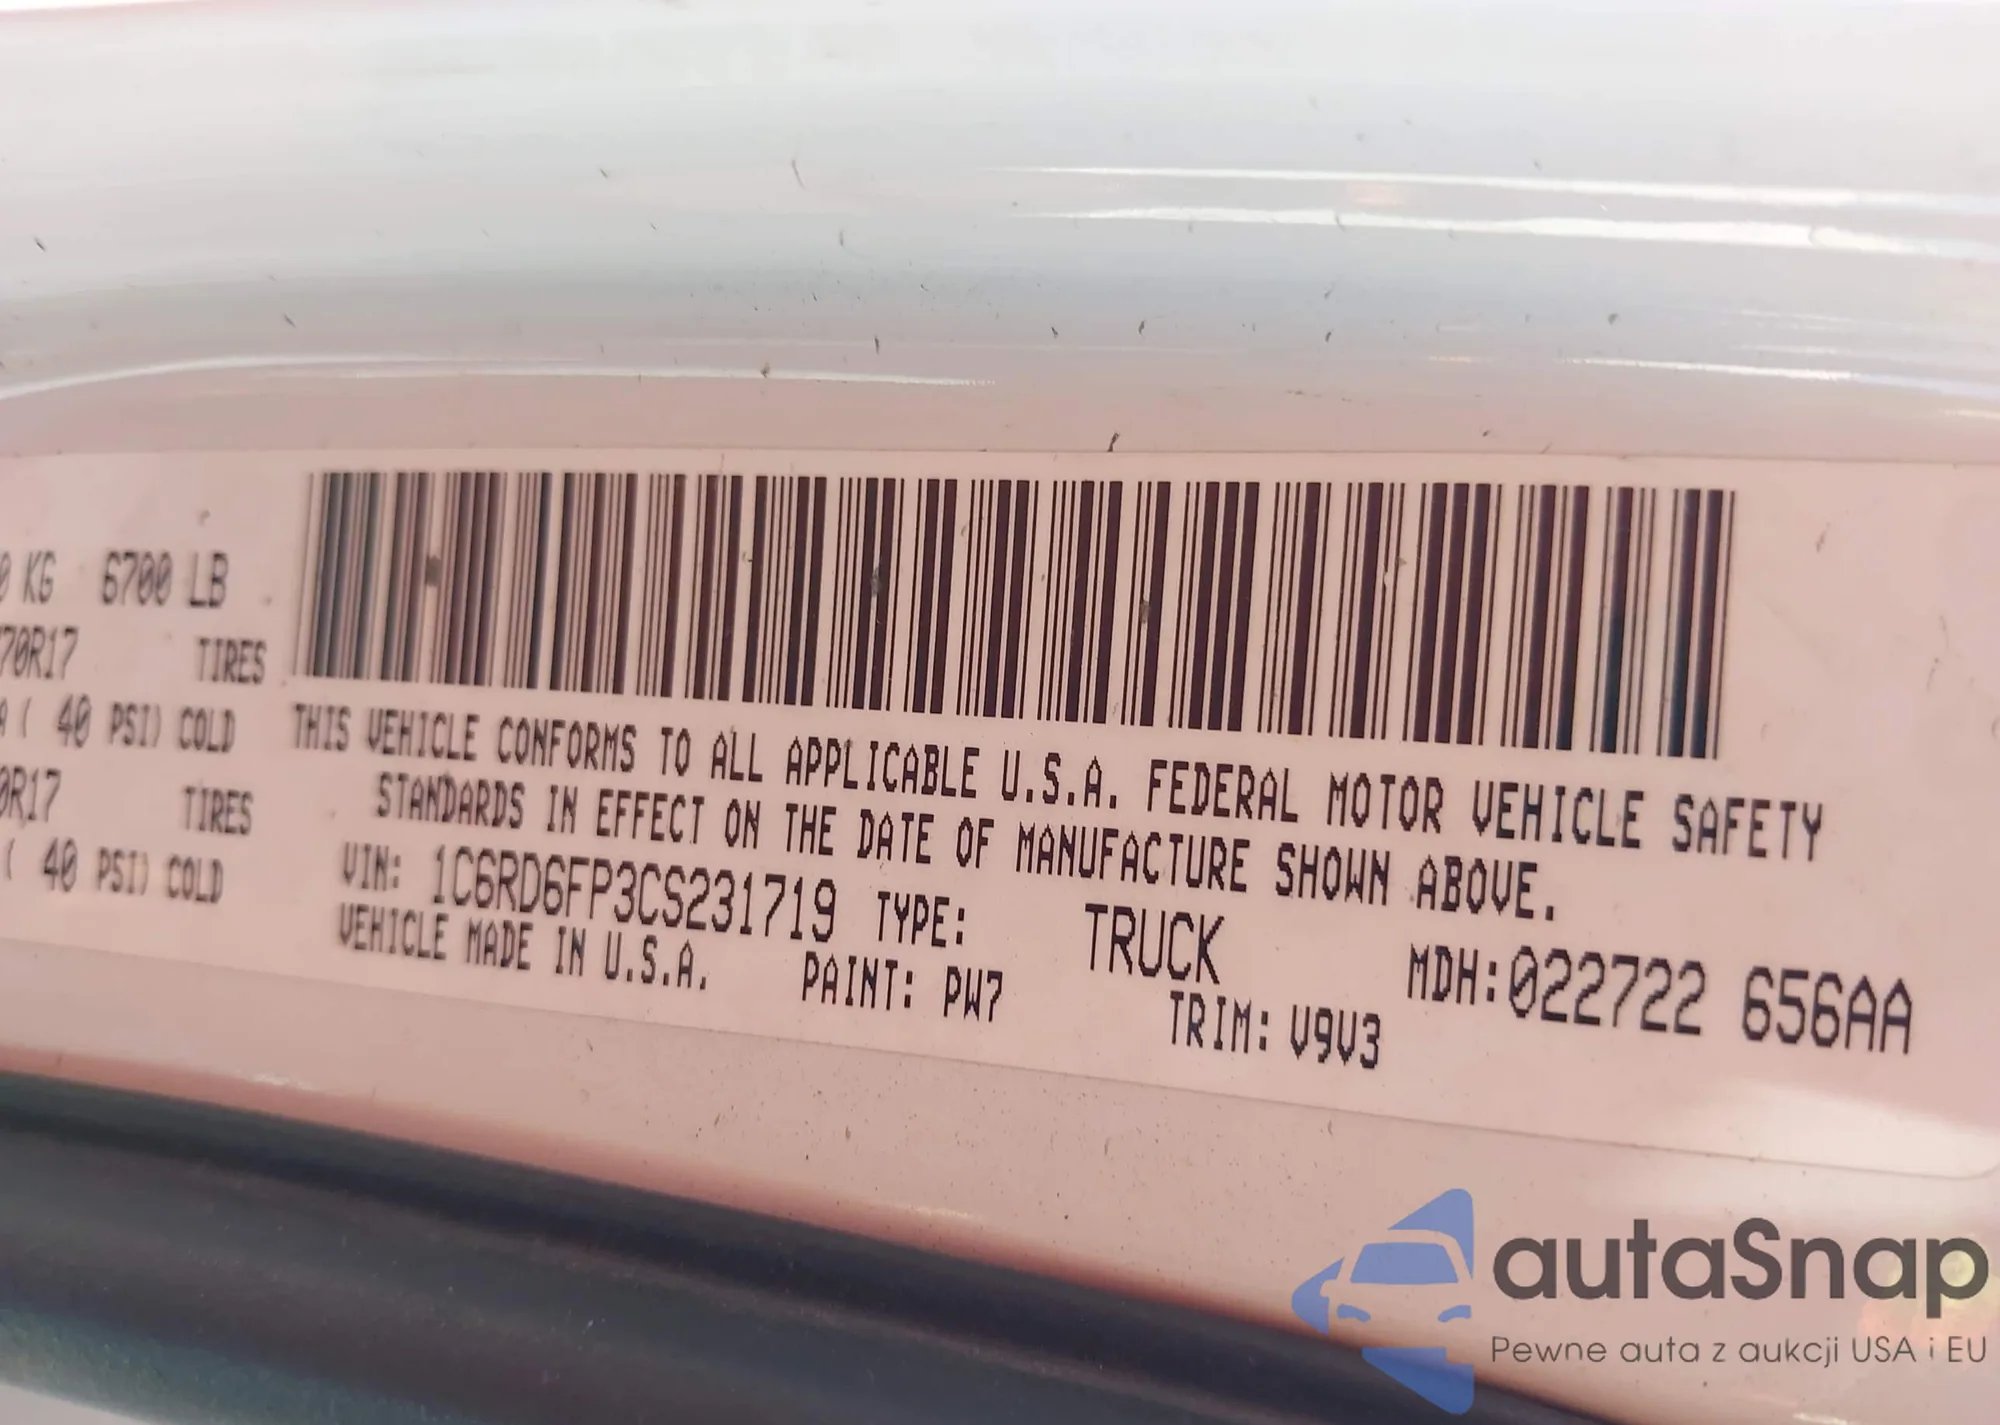 0 KG 6700 LB
70R17 TIRES
A ( 40 PSI) COLD
0R17 TIRES
( 40 PSI) COLD
THIS VEHICLE CONFORMS TO ALL APPLICABLE U.S.A. FEDERAL MOTOR VEHICLE SAFETY
STANDARDS IN EFFECT ON THE DATE OF MANUFACTURE SHOWN ABOVE.
VIN: 1C6RD6FP3CS231719 TYPE: TRUCK MDH:022722 656AA
VEHICLE MADE IN U.S.A. PAINT: PW7 TRIM: V9V3
autaSnap
Pewne auta z aukcji USA i EU